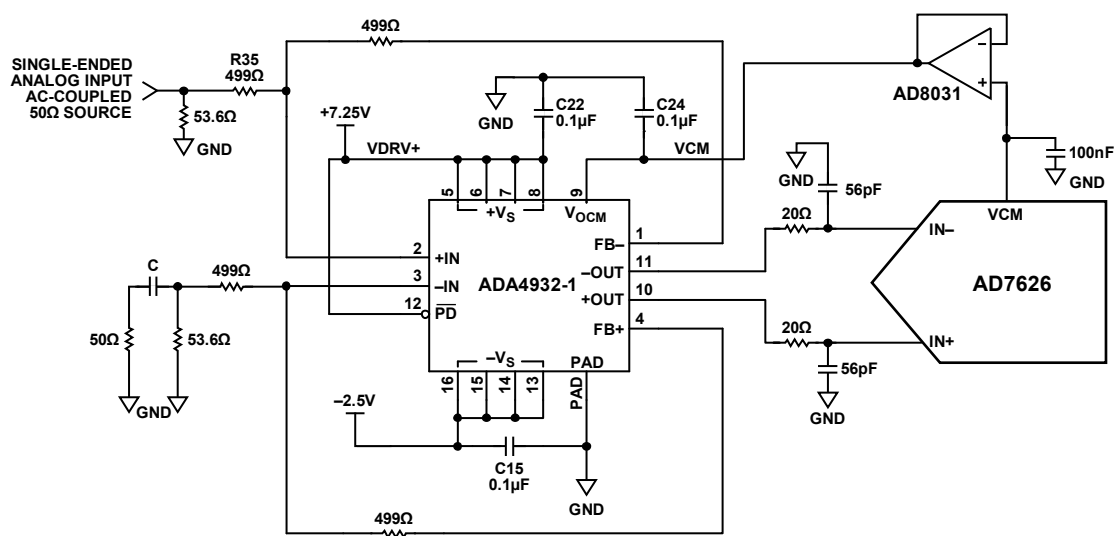 SINGLE-ENDED
ANALOG INPUT
AC-COUPLED
50Ω SOURCE
R35
499Ω
53.6Ω
GND
499Ω
+7.25V
VDRV+
GND
C22
0.1µF
C24
0.1µF
VCM
AD8031
–
+
100nF
GND
5
6
7
8
9
+VS
VOCM
2
+IN
3
–IN
12
PD
ADA4932-1
1
FB–
11
–OUT
10
+OUT
4
FB+
–VS
PAD
16
15
14
13
PAD
C
499Ω
50Ω
53.6Ω
GND
–2.5V
C15
0.1µF
GND
499Ω
GND
56pF
20Ω
20Ω
56pF
GND
VCM
IN–
AD7626
IN+